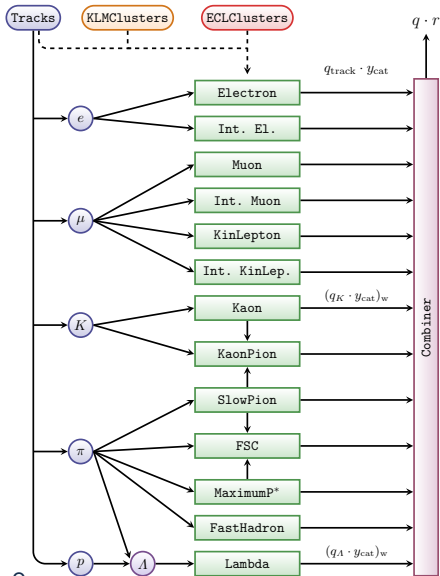 Tracks KLMClusters ECLClusters q · r
q_track · y_cat
e Electron
Int. El.
Muon
μ Int. Muon
KinLepton
Int. KinLep.
Kaon (q_K · y_cat)_w
K
KaonPion
Combiner
SlowPion
π FSC
MaximumP*
FastHadron
p Λ Lambda (q_Λ · y_cat)_w